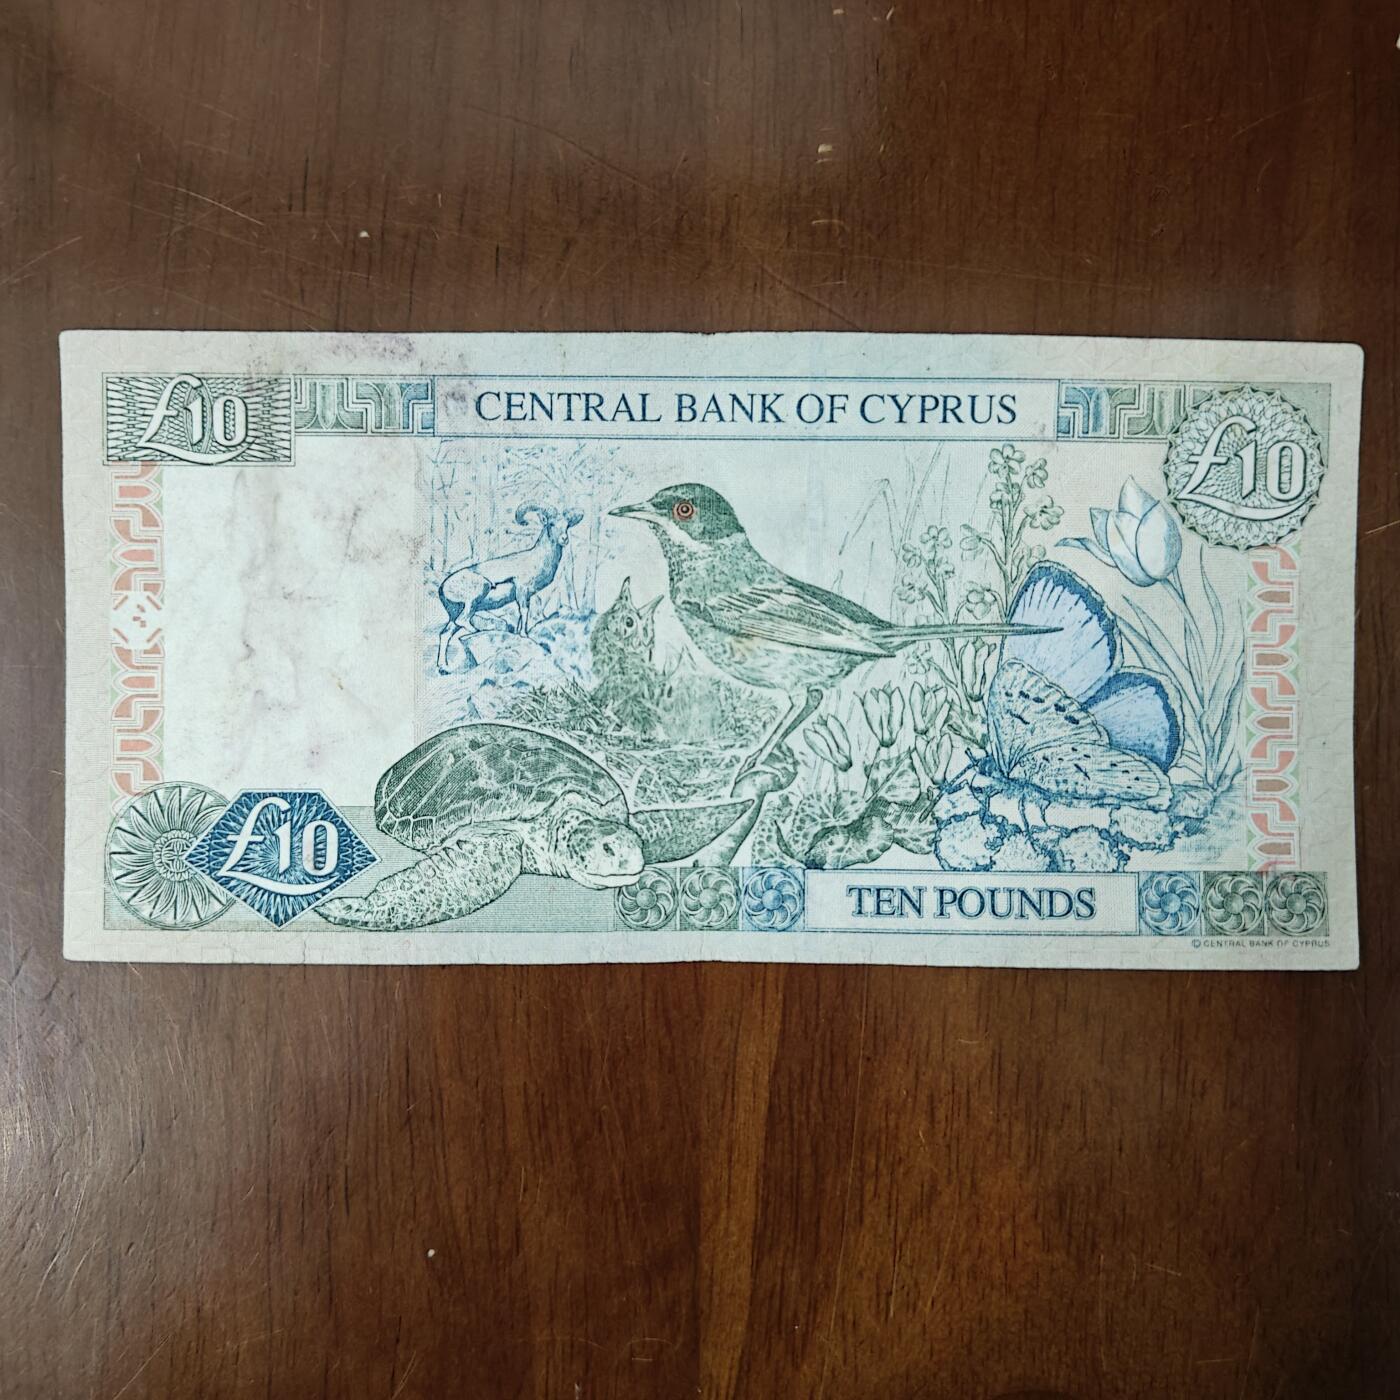 £10
CENTRAL BANK OF CYPRUS
£10
£10
TEN POUNDS
© CENTRAL BANK OF CYPRUS